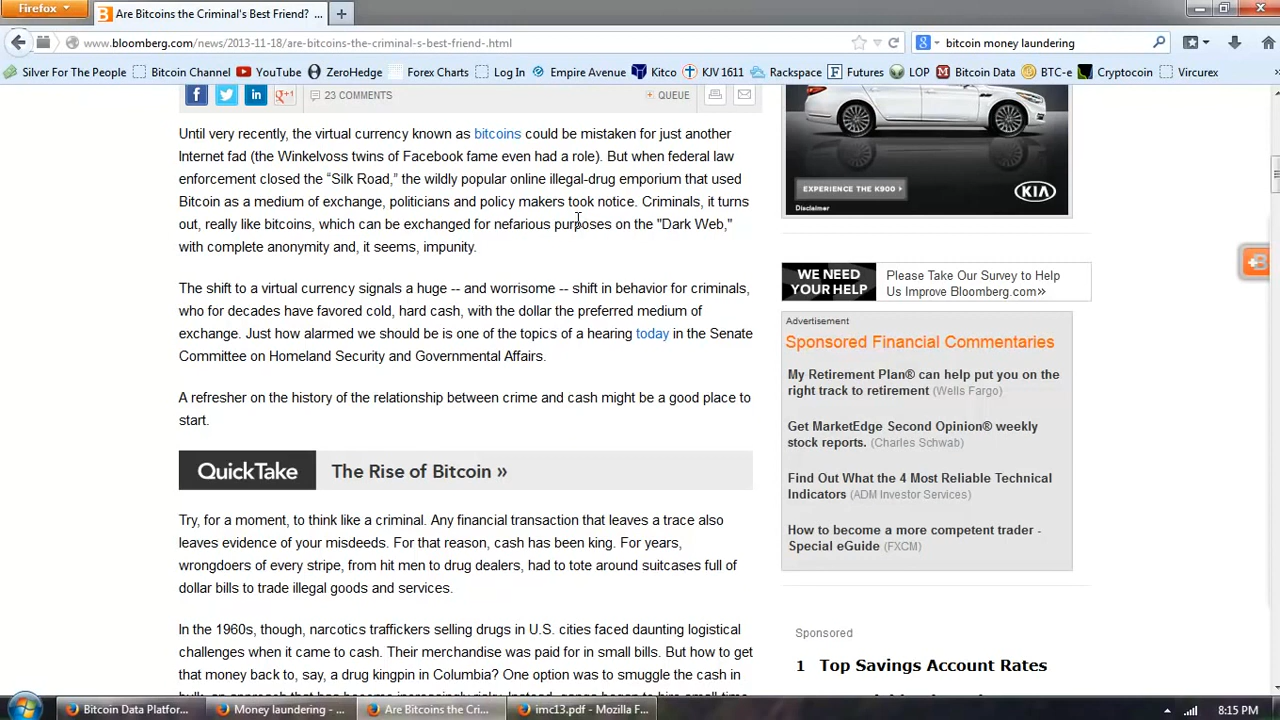 Firefox
Are Bitcoins the Criminal's Best Friend? ...
www.bloomberg.com/news/2013-11-18/are-bitcoins-the-criminal-s-best-friend-.html
bitcoin money laundering
Silver For The People
Bitcoin Channel
YouTube
ZeroHedge
Forex Charts
Log In
Empire Avenue
Kitco
KJV 1611
Rackspace
Futures
LOP
Bitcoin Data
BTC-e
Cryptocoin
Vircurex
23 COMMENTS
QUEUE
Until very recently, the virtual currency known as bitcoins could be mistaken for just another
Internet fad (the Winkelvoss twins of Facebook fame even had a role). But when federal law
enforcement closed the “Silk Road,” the wildly popular online illegal-drug emporium that used
Bitcoin as a medium of exchange, politicians and policy makers took notice. Criminals, it turns
out, really like bitcoins, which can be exchanged for nefarious purposes on the "Dark Web,"
with complete anonymity and, it seems, impunity.
The shift to a virtual currency signals a huge -- and worrisome -- shift in behavior for criminals,
who for decades have favored cold, hard cash, with the dollar the preferred medium of
exchange. Just how alarmed we should be is one of the topics of a hearing today in the Senate
Committee on Homeland Security and Governmental Affairs.
A refresher on the history of the relationship between crime and cash might be a good place to
start.
QuickTake The Rise of Bitcoin »
Try, for a moment, to think like a criminal. Any financial transaction that leaves a trace also
leaves evidence of your misdeeds. For that reason, cash has been king. For years,
wrongdoers of every stripe, from hit men to drug dealers, had to tote around suitcases full of
dollar bills to trade illegal goods and services.
In the 1960s, though, narcotics traffickers selling drugs in U.S. cities faced daunting logistical
challenges when it came to cash. Their merchandise was paid for in small bills. But how to get
that money back to, say, a drug kingpin in Columbia? One option was to smuggle the cash in
EXPERIENCE THE K900
KIA
Disclaimer
WE NEED
YOUR HELP
Please Take Our Survey to Help
Us Improve Bloomberg.com»
Advertisement
Sponsored Financial Commentaries
My Retirement Plan® can help put you on the
right track to retirement (Wells Fargo)
Get MarketEdge Second Opinion® weekly
stock reports. (Charles Schwab)
Find Out What the 4 Most Reliable Technical
Indicators (ADM Investor Services)
How to become a more competent trader -
Special eGuide (FXCM)
Sponsored
1 Top Savings Account Rates
Bitcoin Data Platfor...
Money laundering - ...
Are Bitcoins the Cri...
imc13.pdf - Mozilla F...
8:15 PM